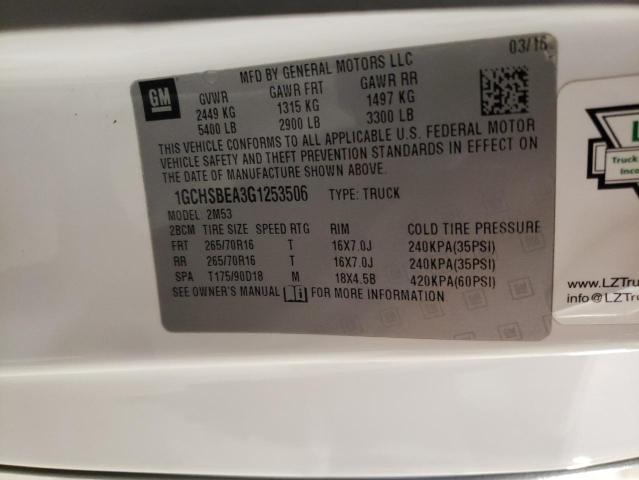 03/16
MFD BY GENERAL MOTORS LLC
GM
GVWR GAWR FRT GAWR RR
2449 KG 1315 KG 1497 KG
5400 LB 2900 LB 3300 LB
THIS VEHICLE CONFORMS TO ALL APPLICABLE U.S. FEDERAL MOTOR
VEHICLE SAFETY AND THEFT PREVENTION STANDARDS IN EFFECT ON
THE DATE OF MANUFACTURE SHOWN ABOVE.
1GCHSBEA3G1253506 TYPE: TRUCK
MODEL: 2M53
2BCM TIRE SIZE SPEED RTG RIM COLD TIRE PRESSURE
FRT 265/70R16 T 16X7.0J 240KPA(35PSI)
RR 265/70R16 T 16X7.0J 240KPA(35PSI)
SPA T175/90D18 M 18X4.5B 420KPA(60PSI)
SEE OWNER'S MANUAL FOR MORE INFORMATION
L
Truck
Inco
www.LZTru
info@LZTr